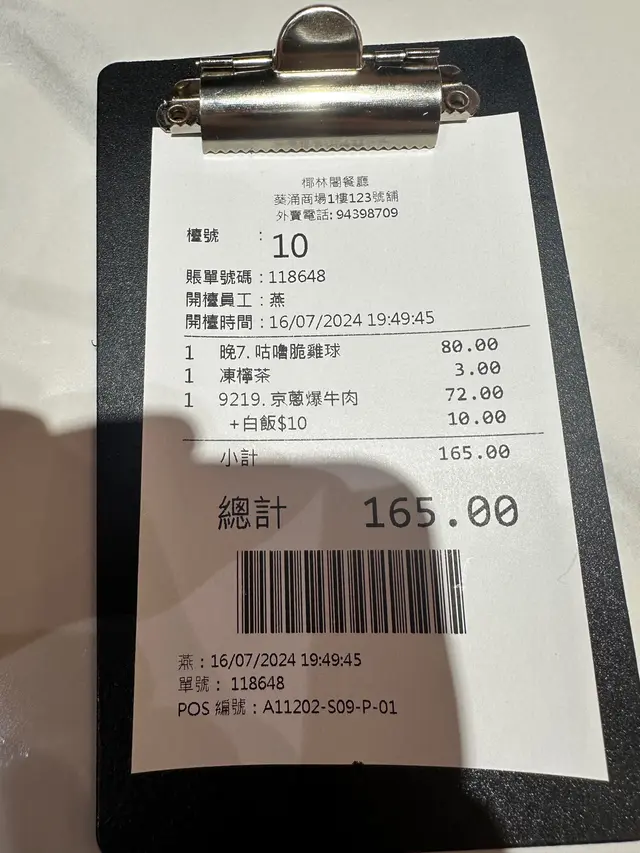 椰林閣餐廳
葵涌商場1樓123號舖
外賣電話: 94398709
檯號 : 10
賬單號碼 : 118648
開檯員工 : 燕
開檯時間 : 16/07/2024 19:49:45
1 晚7. 咕嚕脆雞球 80.00
1 凍檸茶 3.00
1 9219. 京蔥爆牛肉 72.00
+白飯$10 10.00
小計 165.00
總計 165.00
燕 : 16/07/2024 19:49:45
單號 : 118648
POS 編號 : A11202-S09-P-01